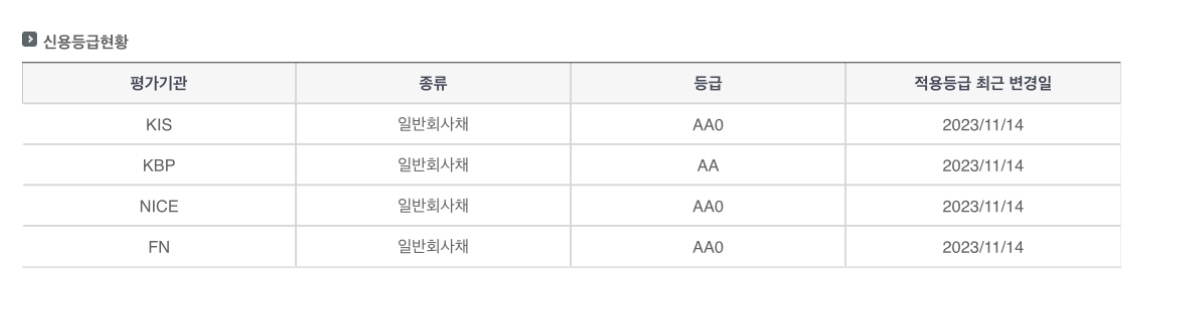 신용등급현황
평가기관 종류 등급 적용등급 최근 변경일
KIS 일반회사채 AA0 2023/11/14
KBP 일반회사채 AA 2023/11/14
NICE 일반회사채 AA0 2023/11/14
FN 일반회사채 AA0 2023/11/14